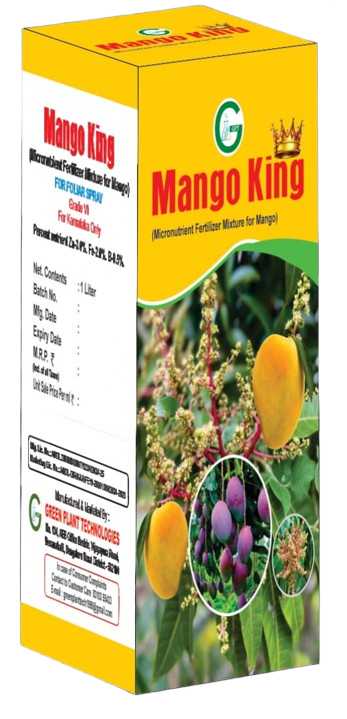 Mango King
Mango King
(Micronutrient Fertilizer Mixture for Mango)
FOR FOLIAR SPRAY
Grade VI
For Karnataka Only
Percent nutrient Zn-3.0%, Fe-2.0%, B-0.5%.
Net. Contents : 1 Liter
Batch No. :
Mfg. Date :
Expiry Date :
M.R.P. ₹ :
(Incl. of all Taxes)
Unit Sale Price Per ml ₹ :
Manufactured & Marketed By :
GREEN PLANT TECHNOLOGIES
In case of Consumer Complaints
Contact to Customer Care
G
Mango King
(Micronutrient Fertilizer Mixture for Mango)